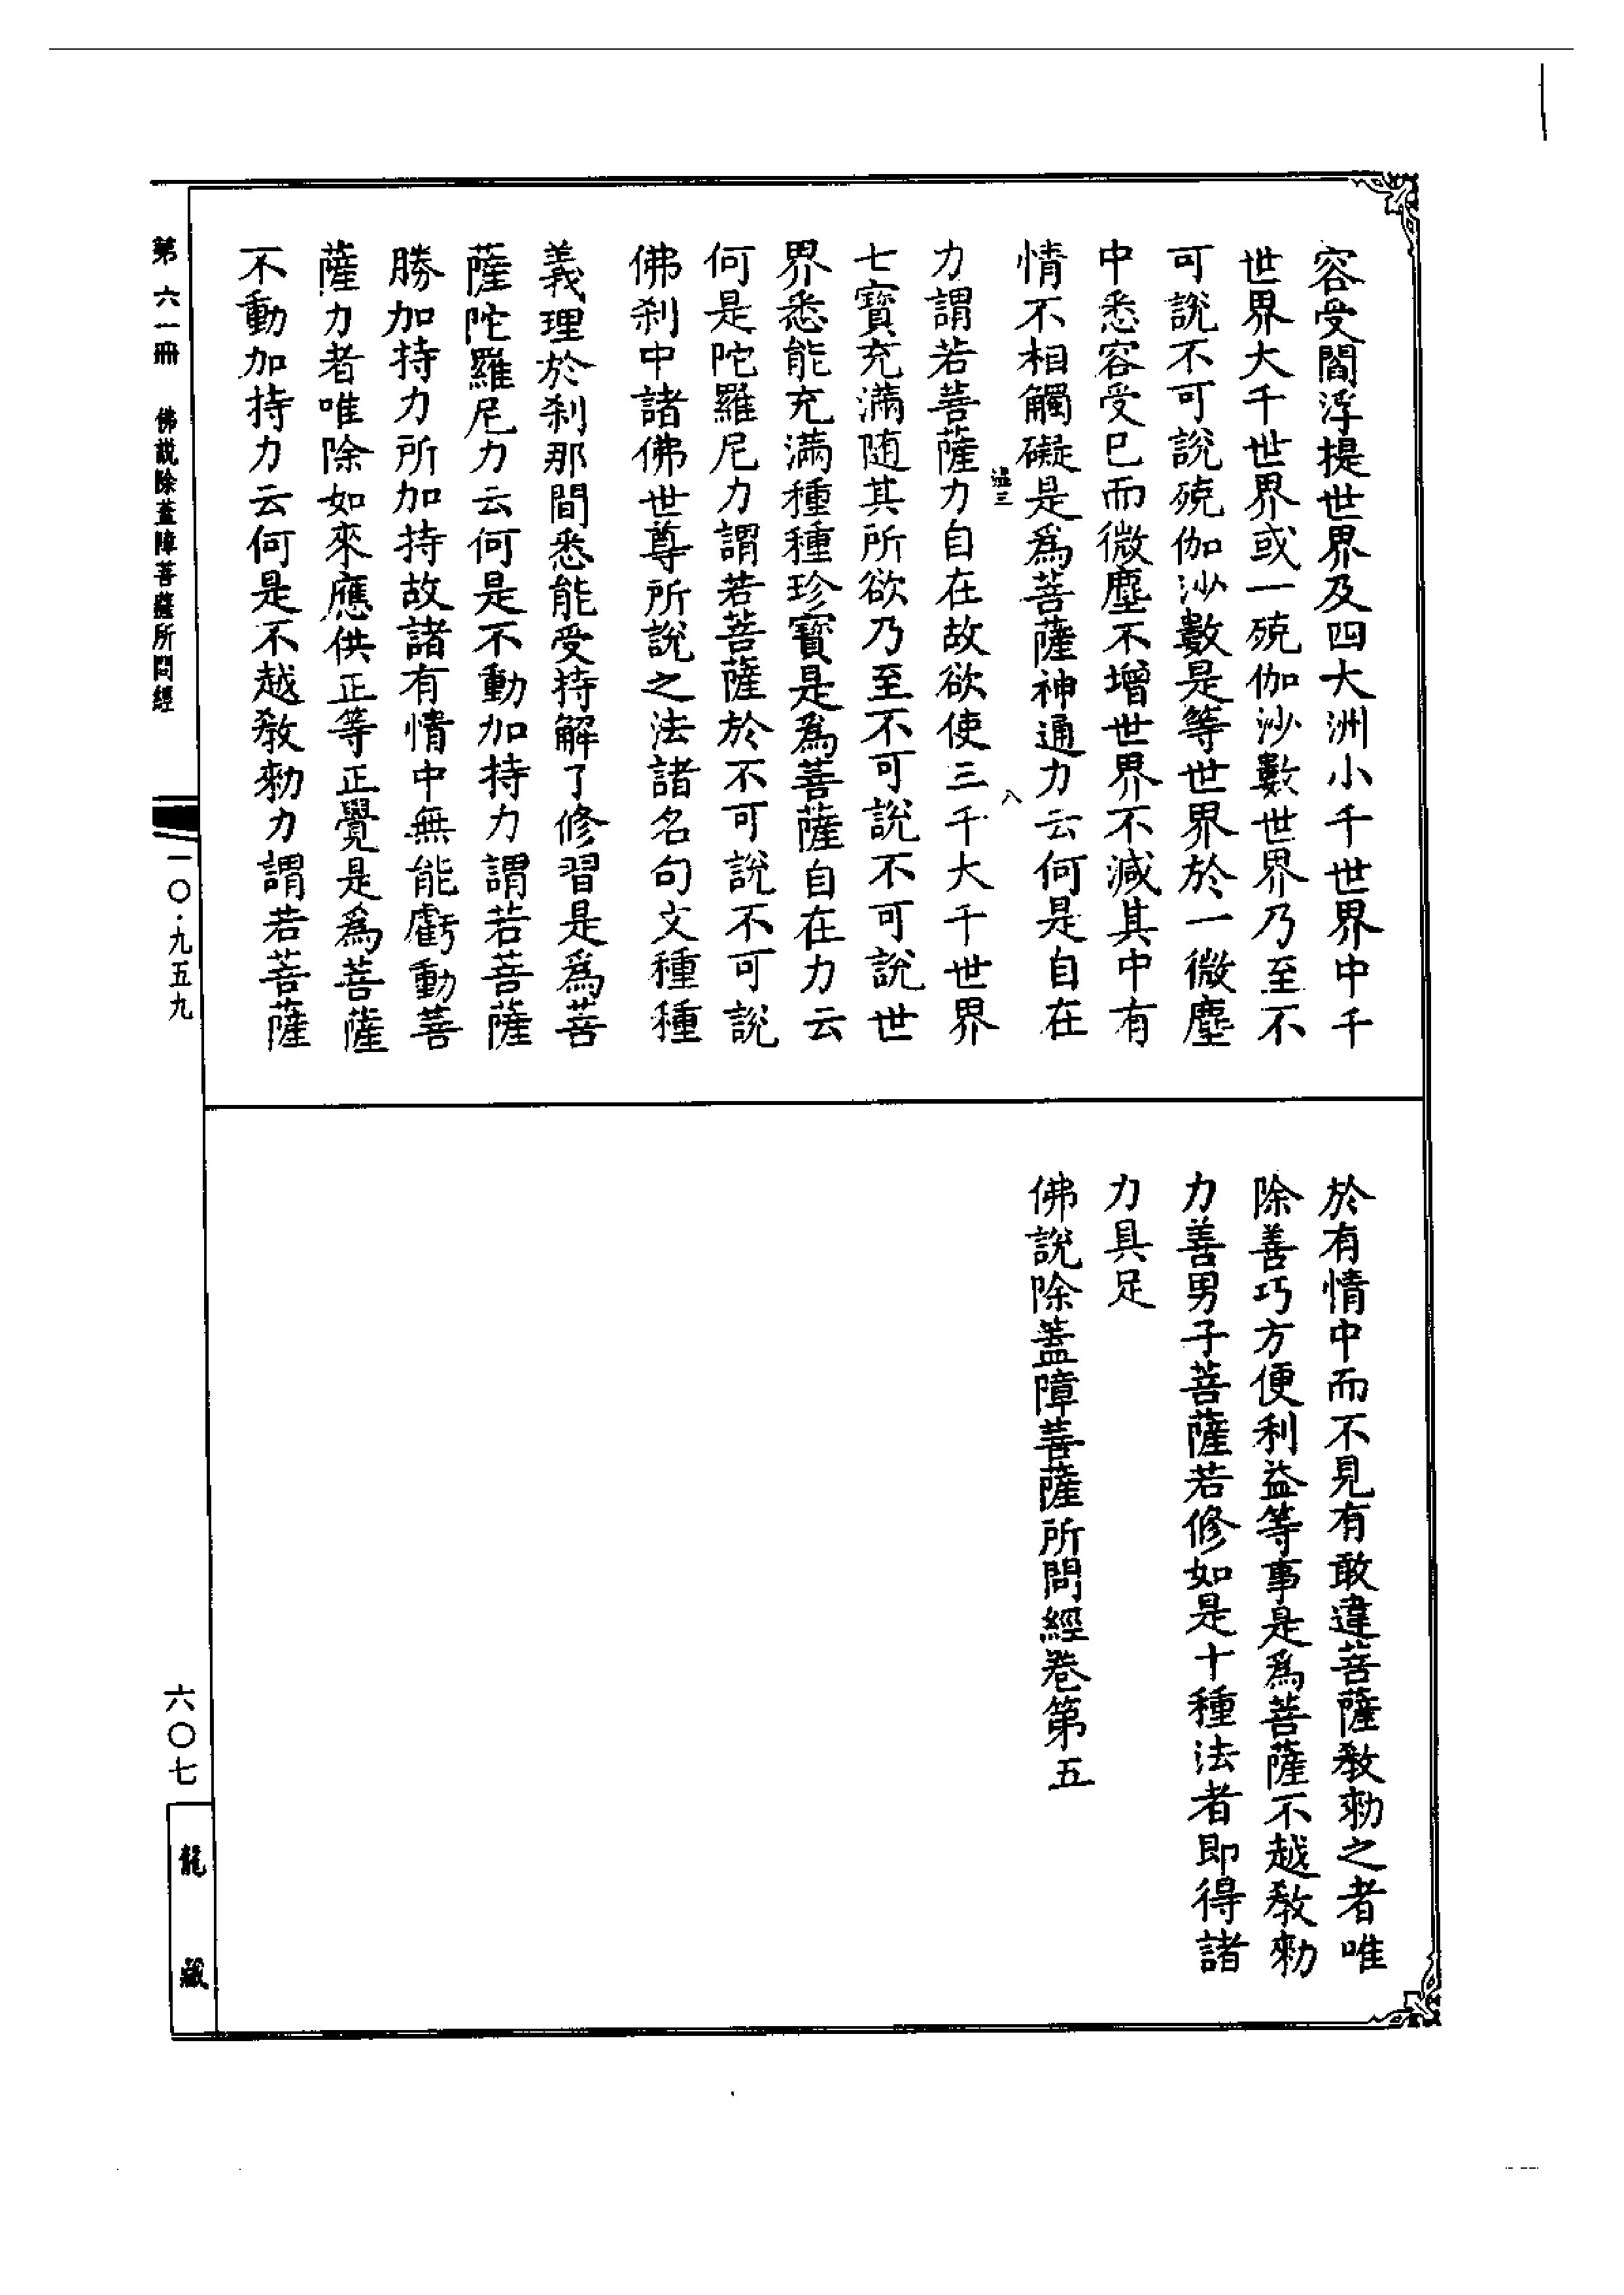 容受閻浮提世界及四大洲小千世界中千
世界大千世界或一殑伽沙數世界乃至不
可說不可說殑伽沙數是等世界於一微塵
中悉容受已而微塵不增世界不減其中有
情不相觸礙是爲菩薩神通力云何是自在
八
力謂若菩薩力自在故欲使三千大千世界
七寶充滿随其所欲乃至不可說不可說世
界悉能充滿種種珍寶是爲菩薩自在力云
何是陀羅尼力謂若菩薩於不可說不可說
佛刹中諸佛世尊所說之法諸名句文種種
義理於刹那間悉能受持解了修習是爲菩
薩陀羅尼力云何是不動加持力謂若菩薩
勝加持力所加持故諸有情中無能虧動菩
薩力者唯除如來應供正等正覺是爲菩薩
不動加持力云何是不越敎勑力謂若菩薩
於有情中而不見有敢違菩薩敎勑之者唯
除善巧方便利益等事是爲菩薩不越敎勑
力善男子菩薩若修如是十種法者即得諸
力具足
佛說除蓋障菩薩所問經卷第五
第六一冊 佛説除蓋障菩薩所問經
一〇·九五九
六〇七
龍藏